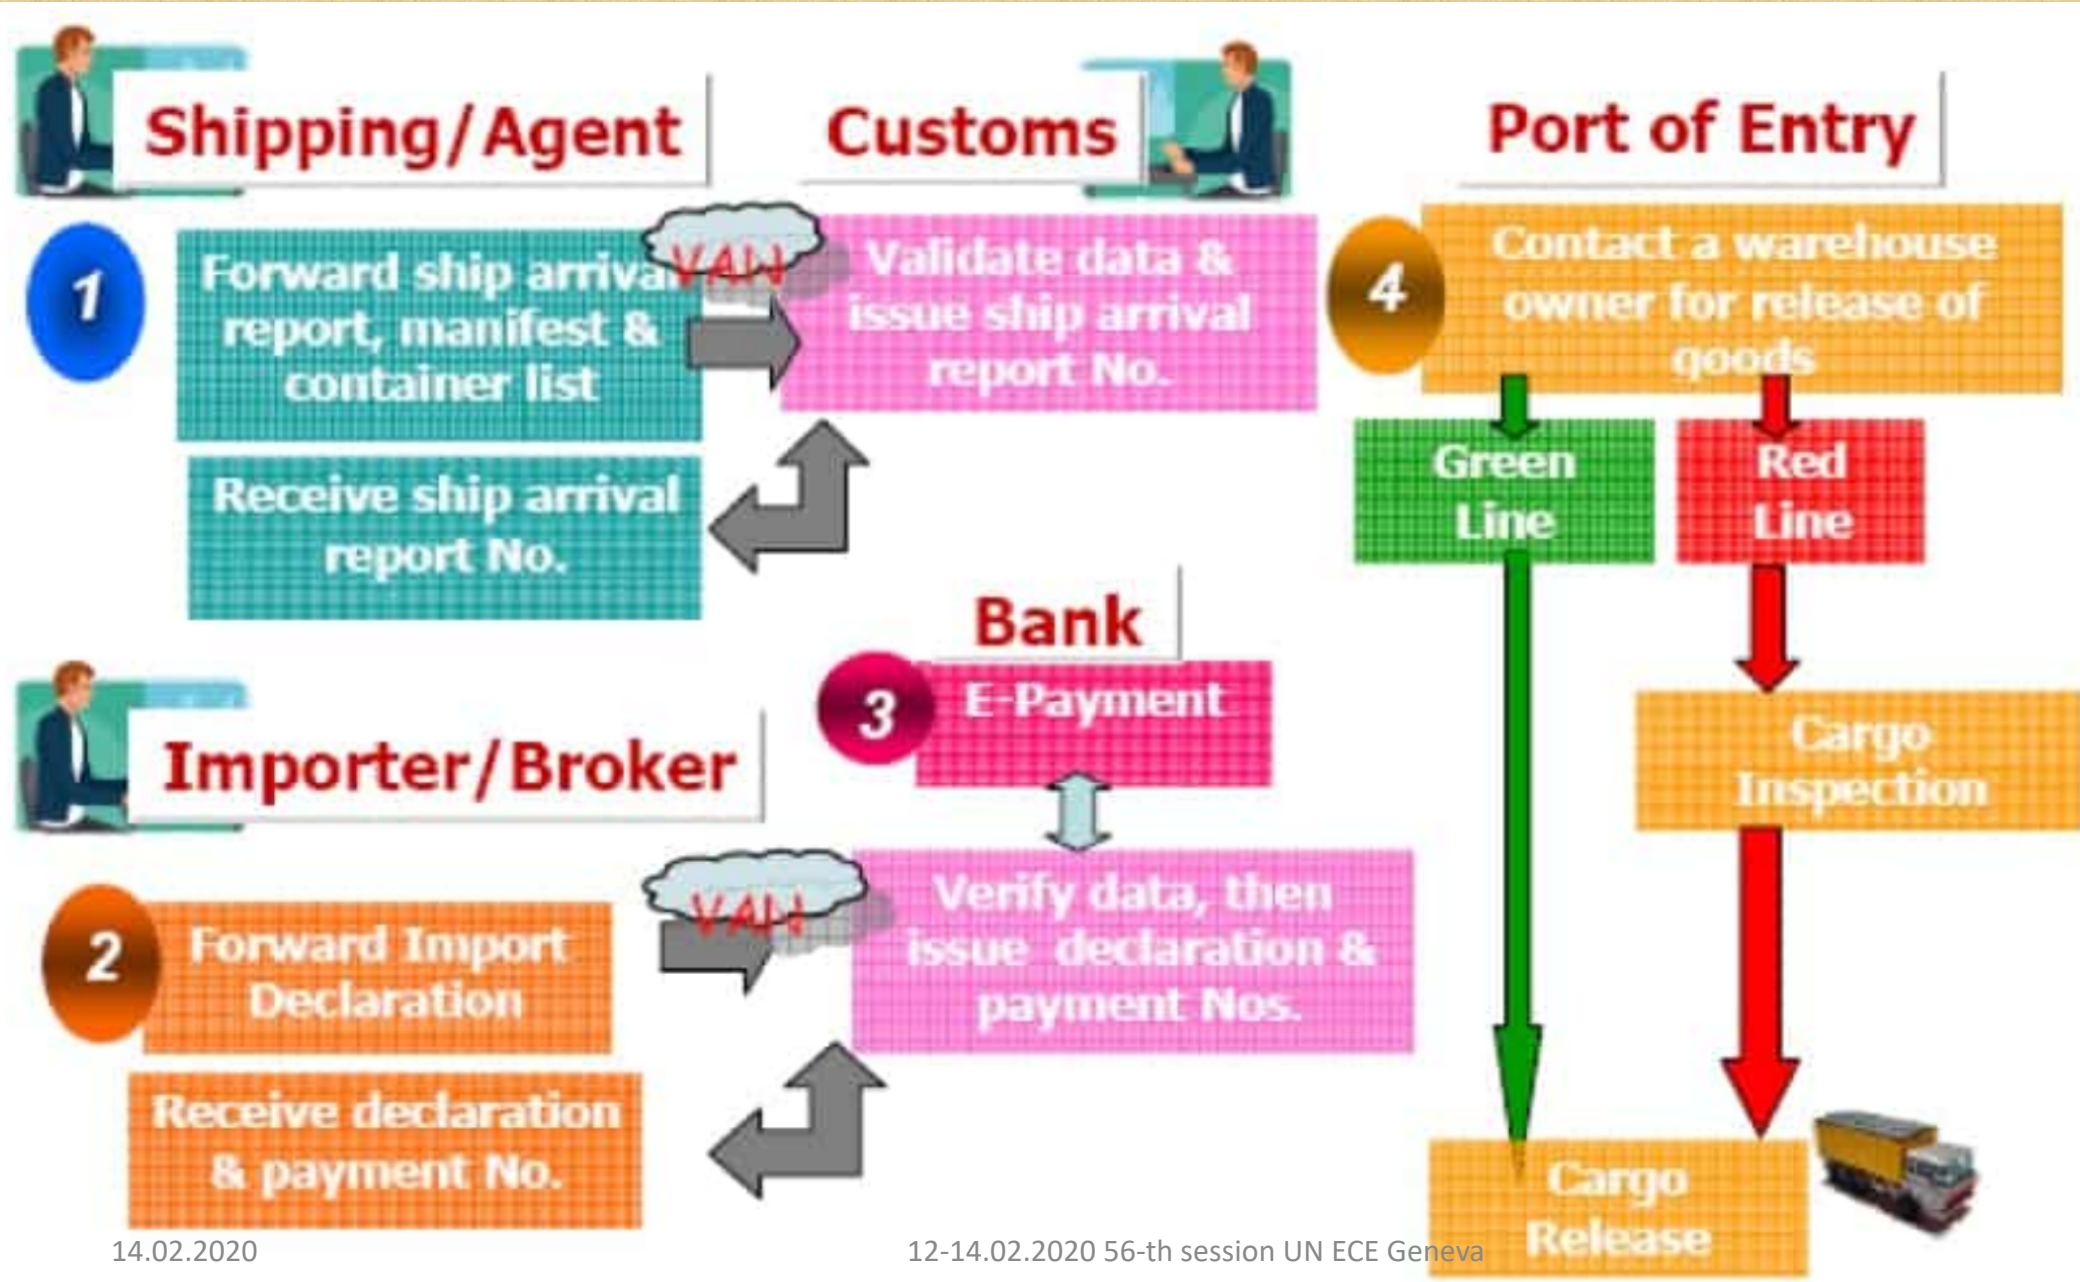 Shipping/Agent
Customs
Port of Entry
1
Forward ship arrival
report, manifest &
container list
VAN
Validate data &
issue ship arrival
report No.
4
Contact a warehouse
owner for release of
goods
Receive ship arrival
report No.
Green
Line
Red
Line
Bank
3
E-Payment
Importer/Broker
Cargo
Inspection
2
Forward Import
Declaration
VAN
Verify data, then
issue declaration &
payment Nos.
Receive declaration
& payment No.
Cargo
Release
14.02.2020
12-14.02.2020 56-th session UN ECE Geneva